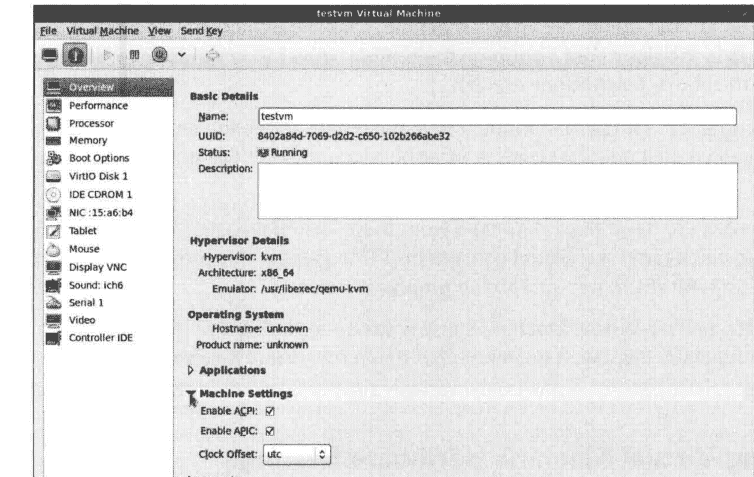 testvm Virtual Machine
File Virtual Machine View Send Key
Overview
Performance
Processor
Memory
Boot Options
VirtIO Disk 1
IDE CDROM 1
NIC :15:a6:b4
Tablet
Mouse
Display VNC
Sound: ich6
Serial 1
Video
Controller IDE
Basic Details
Name: testvm
UUID: 8402a84d-7069-d2d2-c650-102b266abe32
Status: Running
Description:
Hypervisor Details
Hypervisor: kvm
Architecture: x86_64
Emulator: /usr/libexec/qemu-kvm
Operating System
Hostname: unknown
Product name: unknown
Applications
Machine Settings
Enable ACPI:
Enable APIC:
Clock Offset: utc